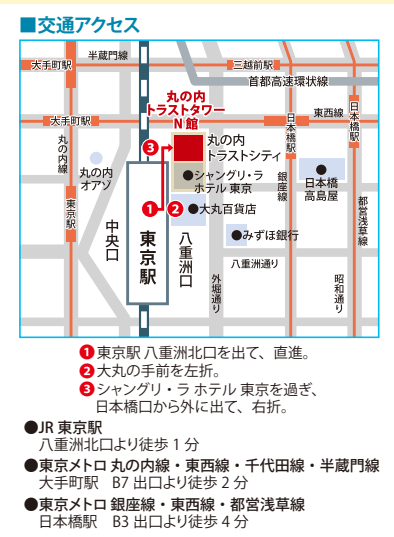 ■交通アクセス
半蔵門線
大手町駅
三越前駅
首都高速環状線
丸の内
トラストタワー
N館
大手町駅
東西線
日本橋駅
日本橋駅
丸の内線
丸の内
オアゾ
❸
丸の内
トラストシティ
●シャングリ・ラ
ホテル 東京
銀座線
●
日本橋
高島屋
東京駅
中央口
東京駅
❶
❷
●大丸百貨店
八重洲口
●みずほ銀行
都営浅草線
八重洲通り
外堀通り
昭和通り
❶東京駅 八重洲北口を出て、直進。
❷大丸の手前を左折。
❸シャングリ・ラ ホテル 東京を過ぎ、
日本橋口から外に出て、右折。
●JR 東京駅
八重洲北口より徒歩 1 分
●東京メトロ 丸の内線・東西線・千代田線・半蔵門線
大手町駅 B7 出口より徒歩 2 分
●東京メトロ 銀座線・東西線・都営浅草線
日本橋駅 B3 出口より徒歩 4 分